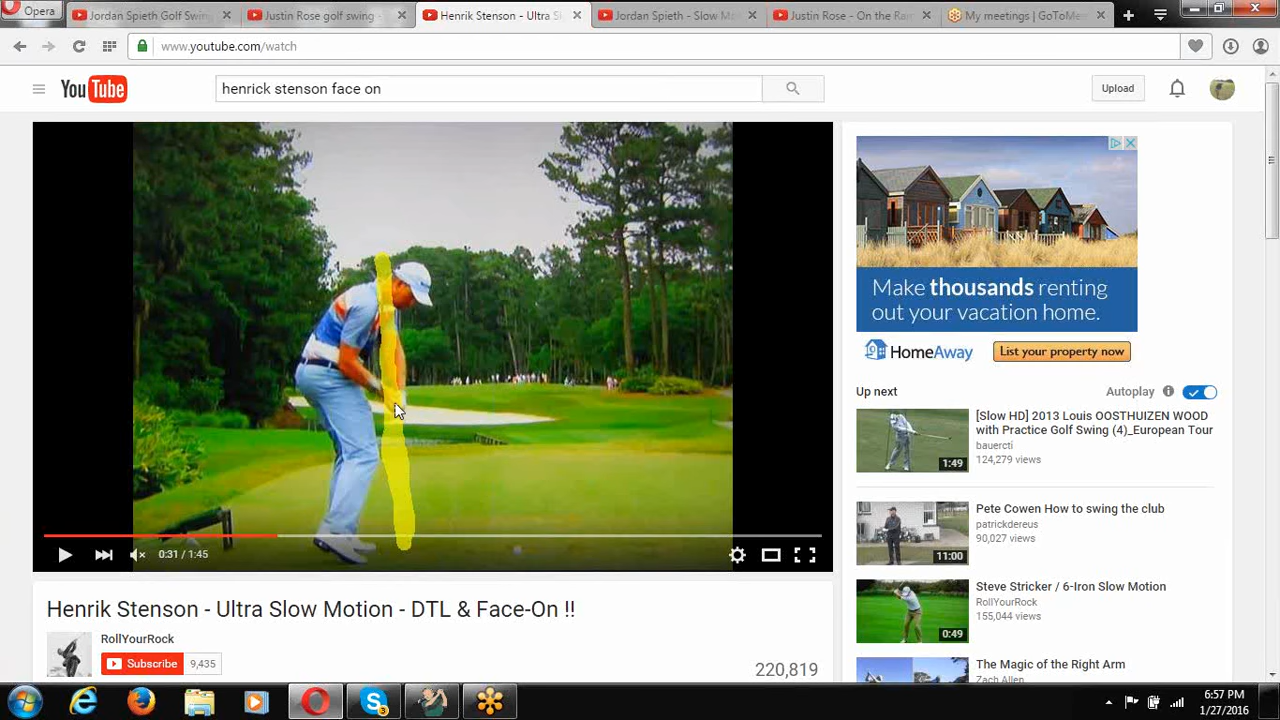 Opera
Jordan Spieth Golf Swing
Justin Rose golf swing -
Henrik Stenson - Ultra Sl
Jordan Spieth - Slow M
Justin Rose - On the Ra
My meetings | GoToMe
www.youtube.com/watch
YouTube
henrick stenson face on
Upload
Make thousands renting
out your vacation home.
HomeAway
List your property now
0:31 / 1:45
Up next
Autoplay
[Slow HD] 2013 Louis OOSTHUIZEN WOOD
with Practice Golf Swing (4)_European Tour
bauercti
124,279 views
1:49
Pete Cowen How to swing the club
patrickdereus
90,027 views
11:00
Steve Stricker / 6-Iron Slow Motion
RollYourRock
155,044 views
0:49
The Magic of the Right Arm
Zach Allen
Henrik Stenson - Ultra Slow Motion - DTL & Face-On !!
RollYourRock
Subscribe 9,435
220,819
3
6:57 PM
1/27/2016